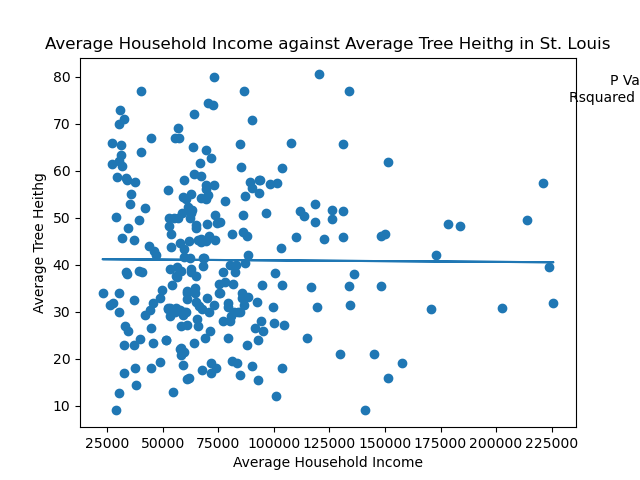 Average Household Income against Average Tree Heithg in St. Louis
P Va
Rsquared
80
70
60
50
40
30
20
10
Average Tree Heithg
25000 50000 75000 100000 125000 150000 175000 200000 225000
Average Household Income